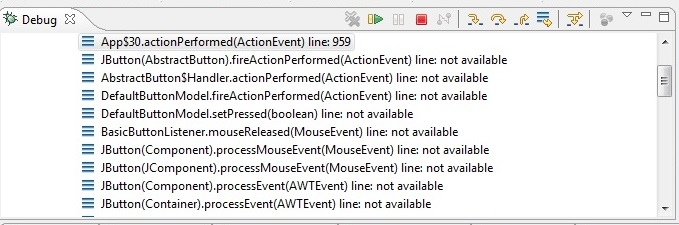 Debug
App$30.actionPerformed(ActionEvent) line: 959
JButton(AbstractButton).fireActionPerformed(ActionEvent) line: not available
AbstractButton$Handler.actionPerformed(ActionEvent) line: not available
DefaultButtonModel.fireActionPerformed(ActionEvent) line: not available
DefaultButtonModel.setPressed(boolean) line: not available
BasicButtonListener.mouseReleased(MouseEvent) line: not available
JButton(Component).processMouseEvent(MouseEvent) line: not available
JButton(JComponent).processMouseEvent(MouseEvent) line: not available
JButton(Component).processEvent(AWTEvent) line: not available
JButton(Container).processEvent(AWTEvent) line: not available